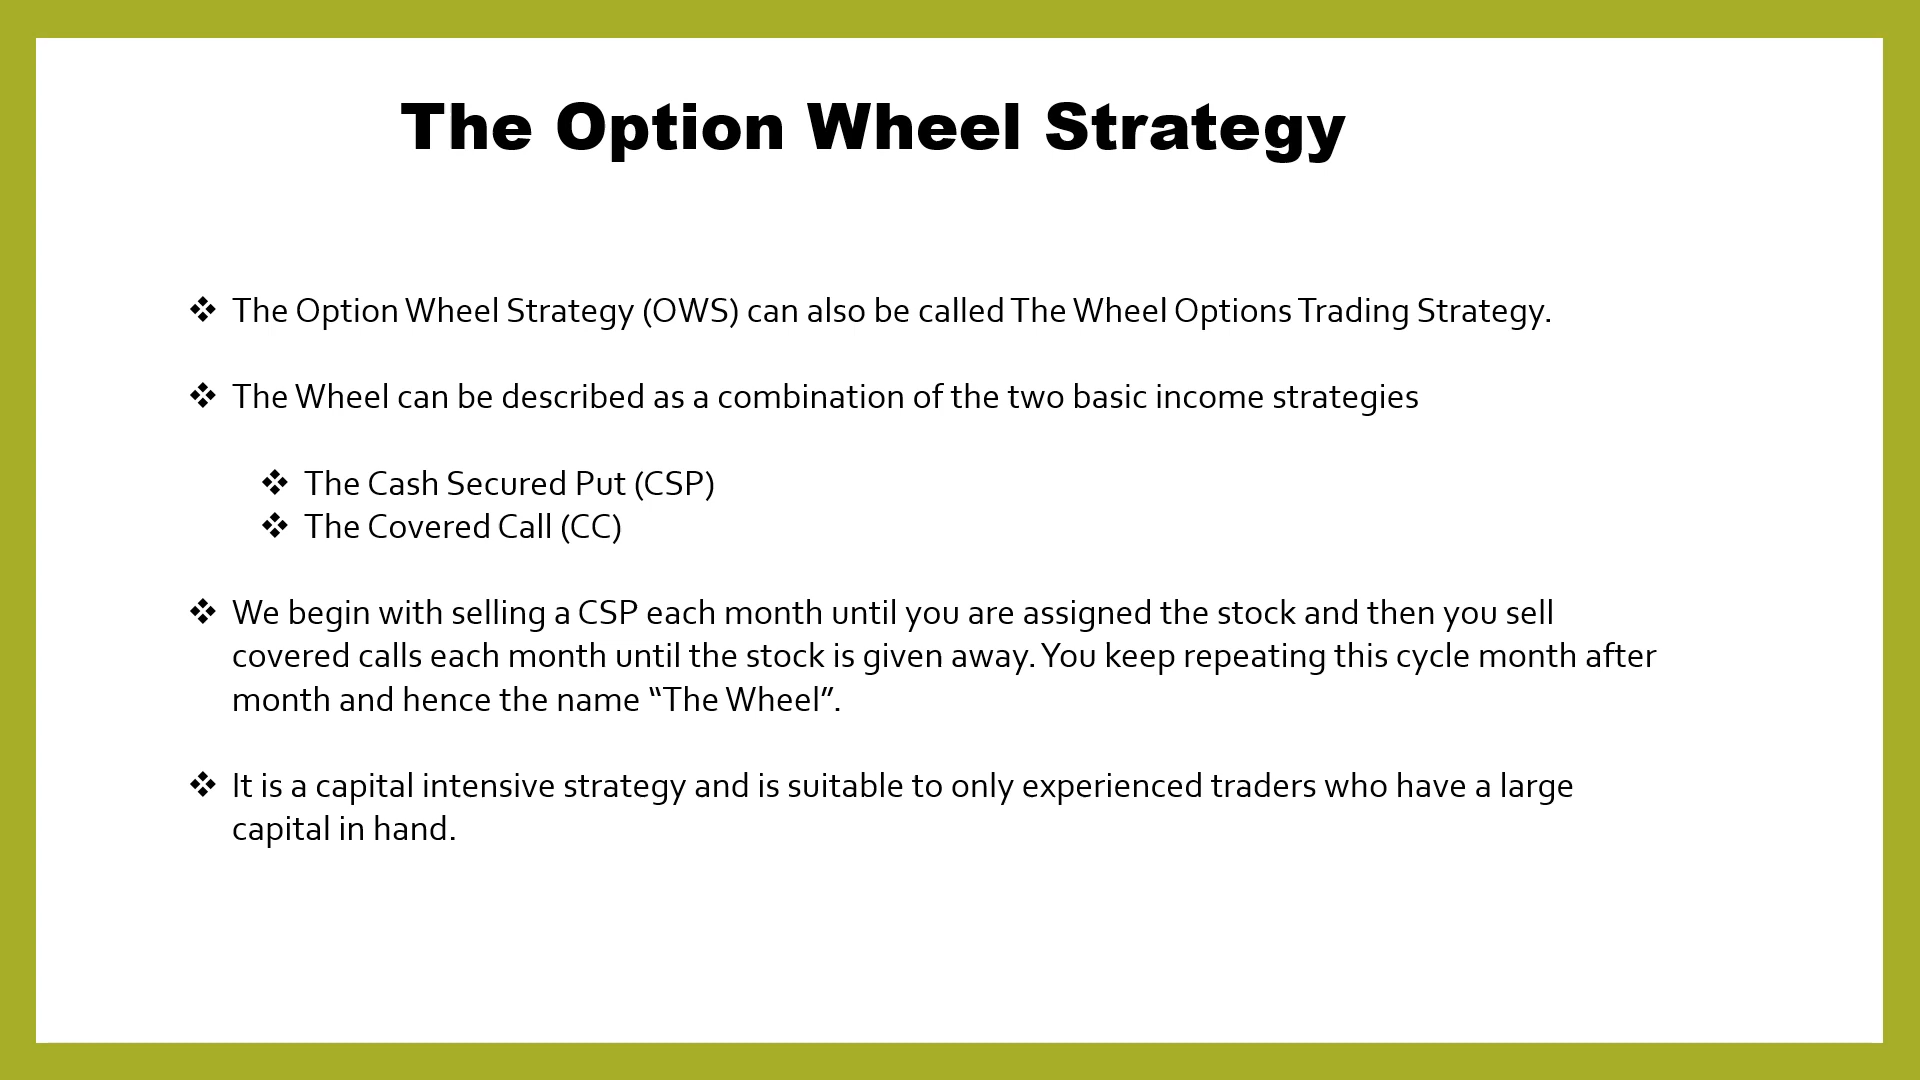 The Option Wheel Strategy
❖ The Option Wheel Strategy (OWS) can also be called The Wheel Options Trading Strategy.
❖ The Wheel can be described as a combination of the two basic income strategies
❖ The Cash Secured Put (CSP)
❖ The Covered Call (CC)
❖ We begin with selling a CSP each month until you are assigned the stock and then you sell
covered calls each month until the stock is given away. You keep repeating this cycle month after
month and hence the name “The Wheel”.
❖ It is a capital intensive strategy and is suitable to only experienced traders who have a large
capital in hand.